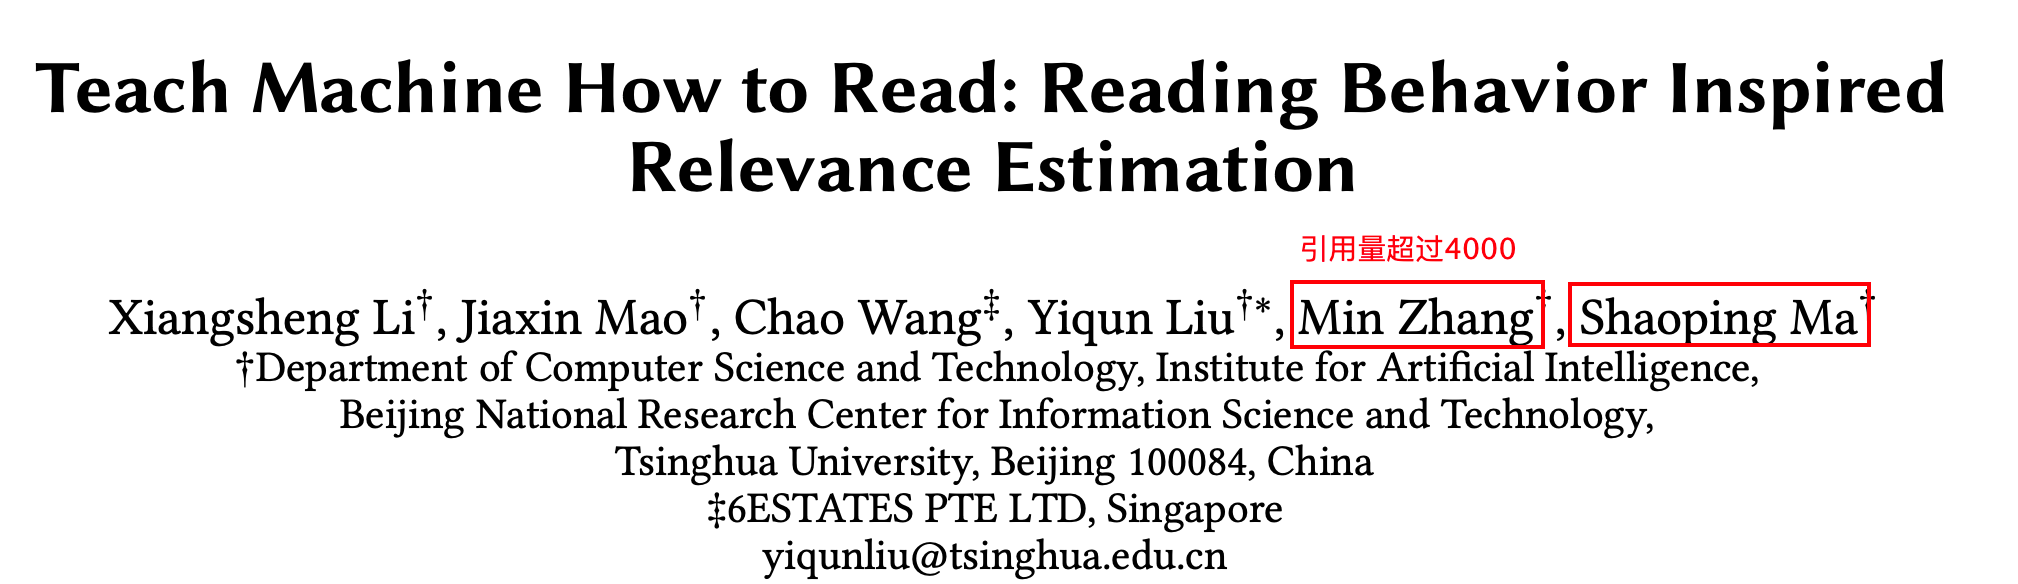 Teach Machine How to Read: Reading Behavior Inspired
Relevance Estimation
引用量超过4000
Xiangsheng Li†, Jiaxin Mao†, Chao Wang‡, Yiqun Liu†*, Min Zhang†, Shaoping Ma†
†Department of Computer Science and Technology, Institute for Artificial Intelligence,
Beijing National Research Center for Information Science and Technology,
Tsinghua University, Beijing 100084, China
‡6ESTATES PTE LTD, Singapore
yiqunliu@tsinghua.edu.cn